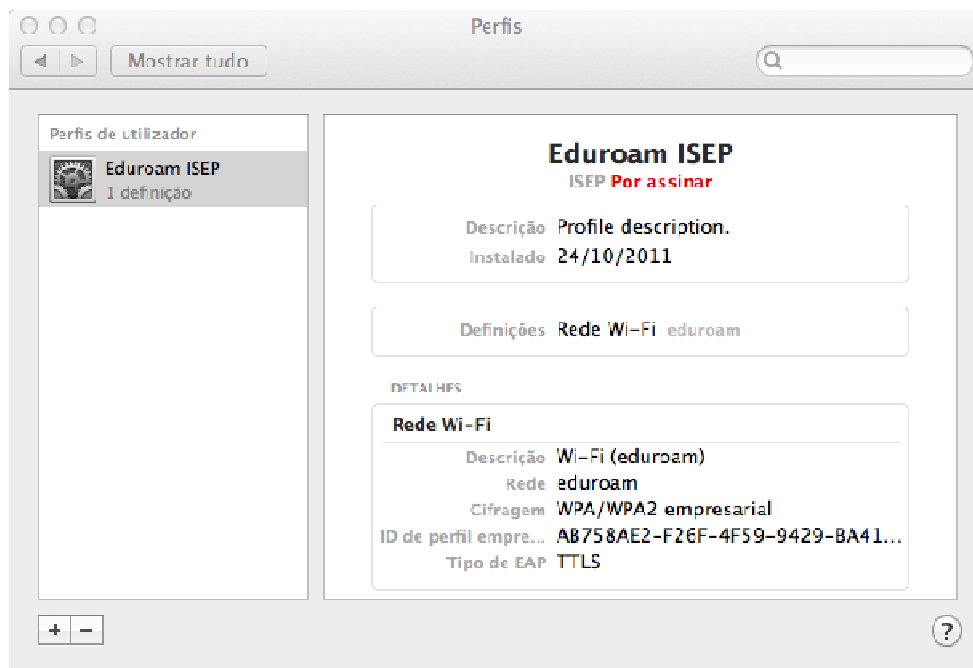 Perfis
Mostrar tudo
Perfis de utilizador
Eduroam ISEP
1 definição
Eduroam ISEP
ISEP Por assinar
Descrição Profile description.
Instalado 24/10/2011
Definições Rede Wi-Fi eduroam
DETALHES
Rede Wi-Fi
Descrição Wi-Fi (eduroam)
Rede eduroam
Cifragem WPA/WPA2 empresarial
ID de perfil empre... AB758AE2-F26F-4F59-9429-BA41...
Tipo de EAP TTLS
+ - ?